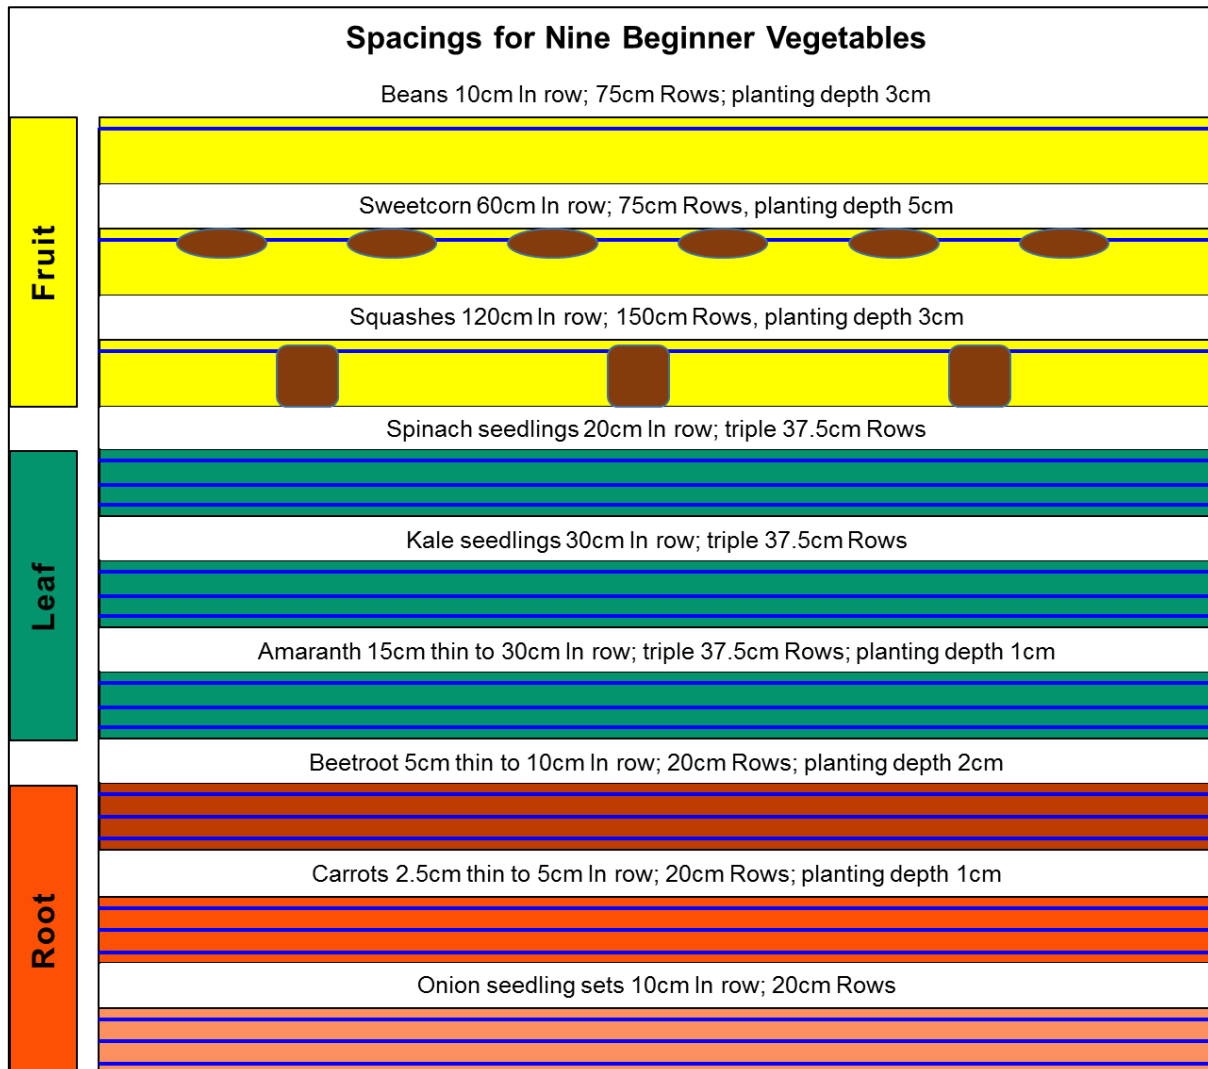 Spacings for Nine Beginner Vegetables
Beans 10cm In row; 75cm Rows; planting depth 3cm
Fruit
Sweetcorn 60cm In row; 75cm Rows, planting depth 5cm
Squashes 120cm In row; 150cm Rows, planting depth 3cm
Spinach seedlings 20cm In row; triple 37.5cm Rows
Leaf
Kale seedlings 30cm In row; triple 37.5cm Rows
Amaranth 15cm thin to 30cm In row; triple 37.5cm Rows; planting depth 1cm
Beetroot 5cm thin to 10cm In row; 20cm Rows; planting depth 2cm
Root
Carrots 2.5cm thin to 5cm In row; 20cm Rows; planting depth 1cm
Onion seedling sets 10cm In row; 20cm Rows